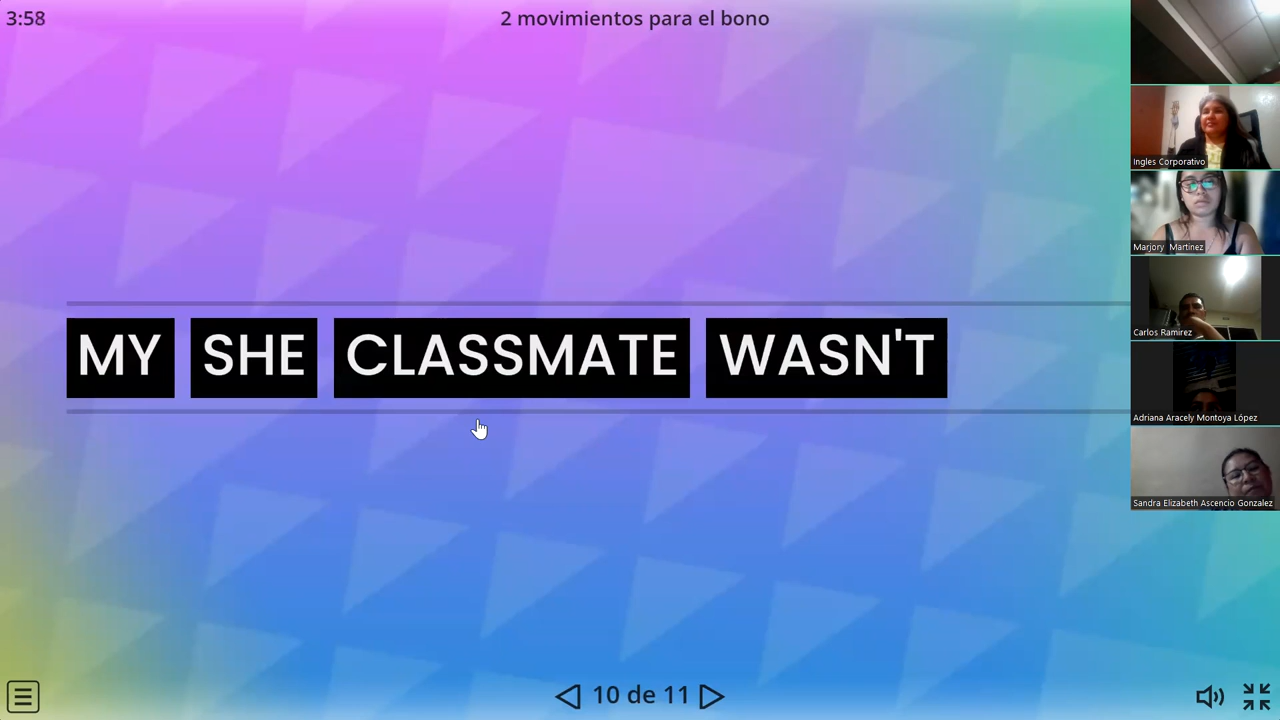 3:58
2 movimientos para el bono
Ingles Corporativo
Marjory Martinez
Carlos Ramirez
MY SHE CLASSMATE WASN'T
Adriana Aracely Montoya López
Sandra Elizabeth Ascencio Gonzalez
10 de 11